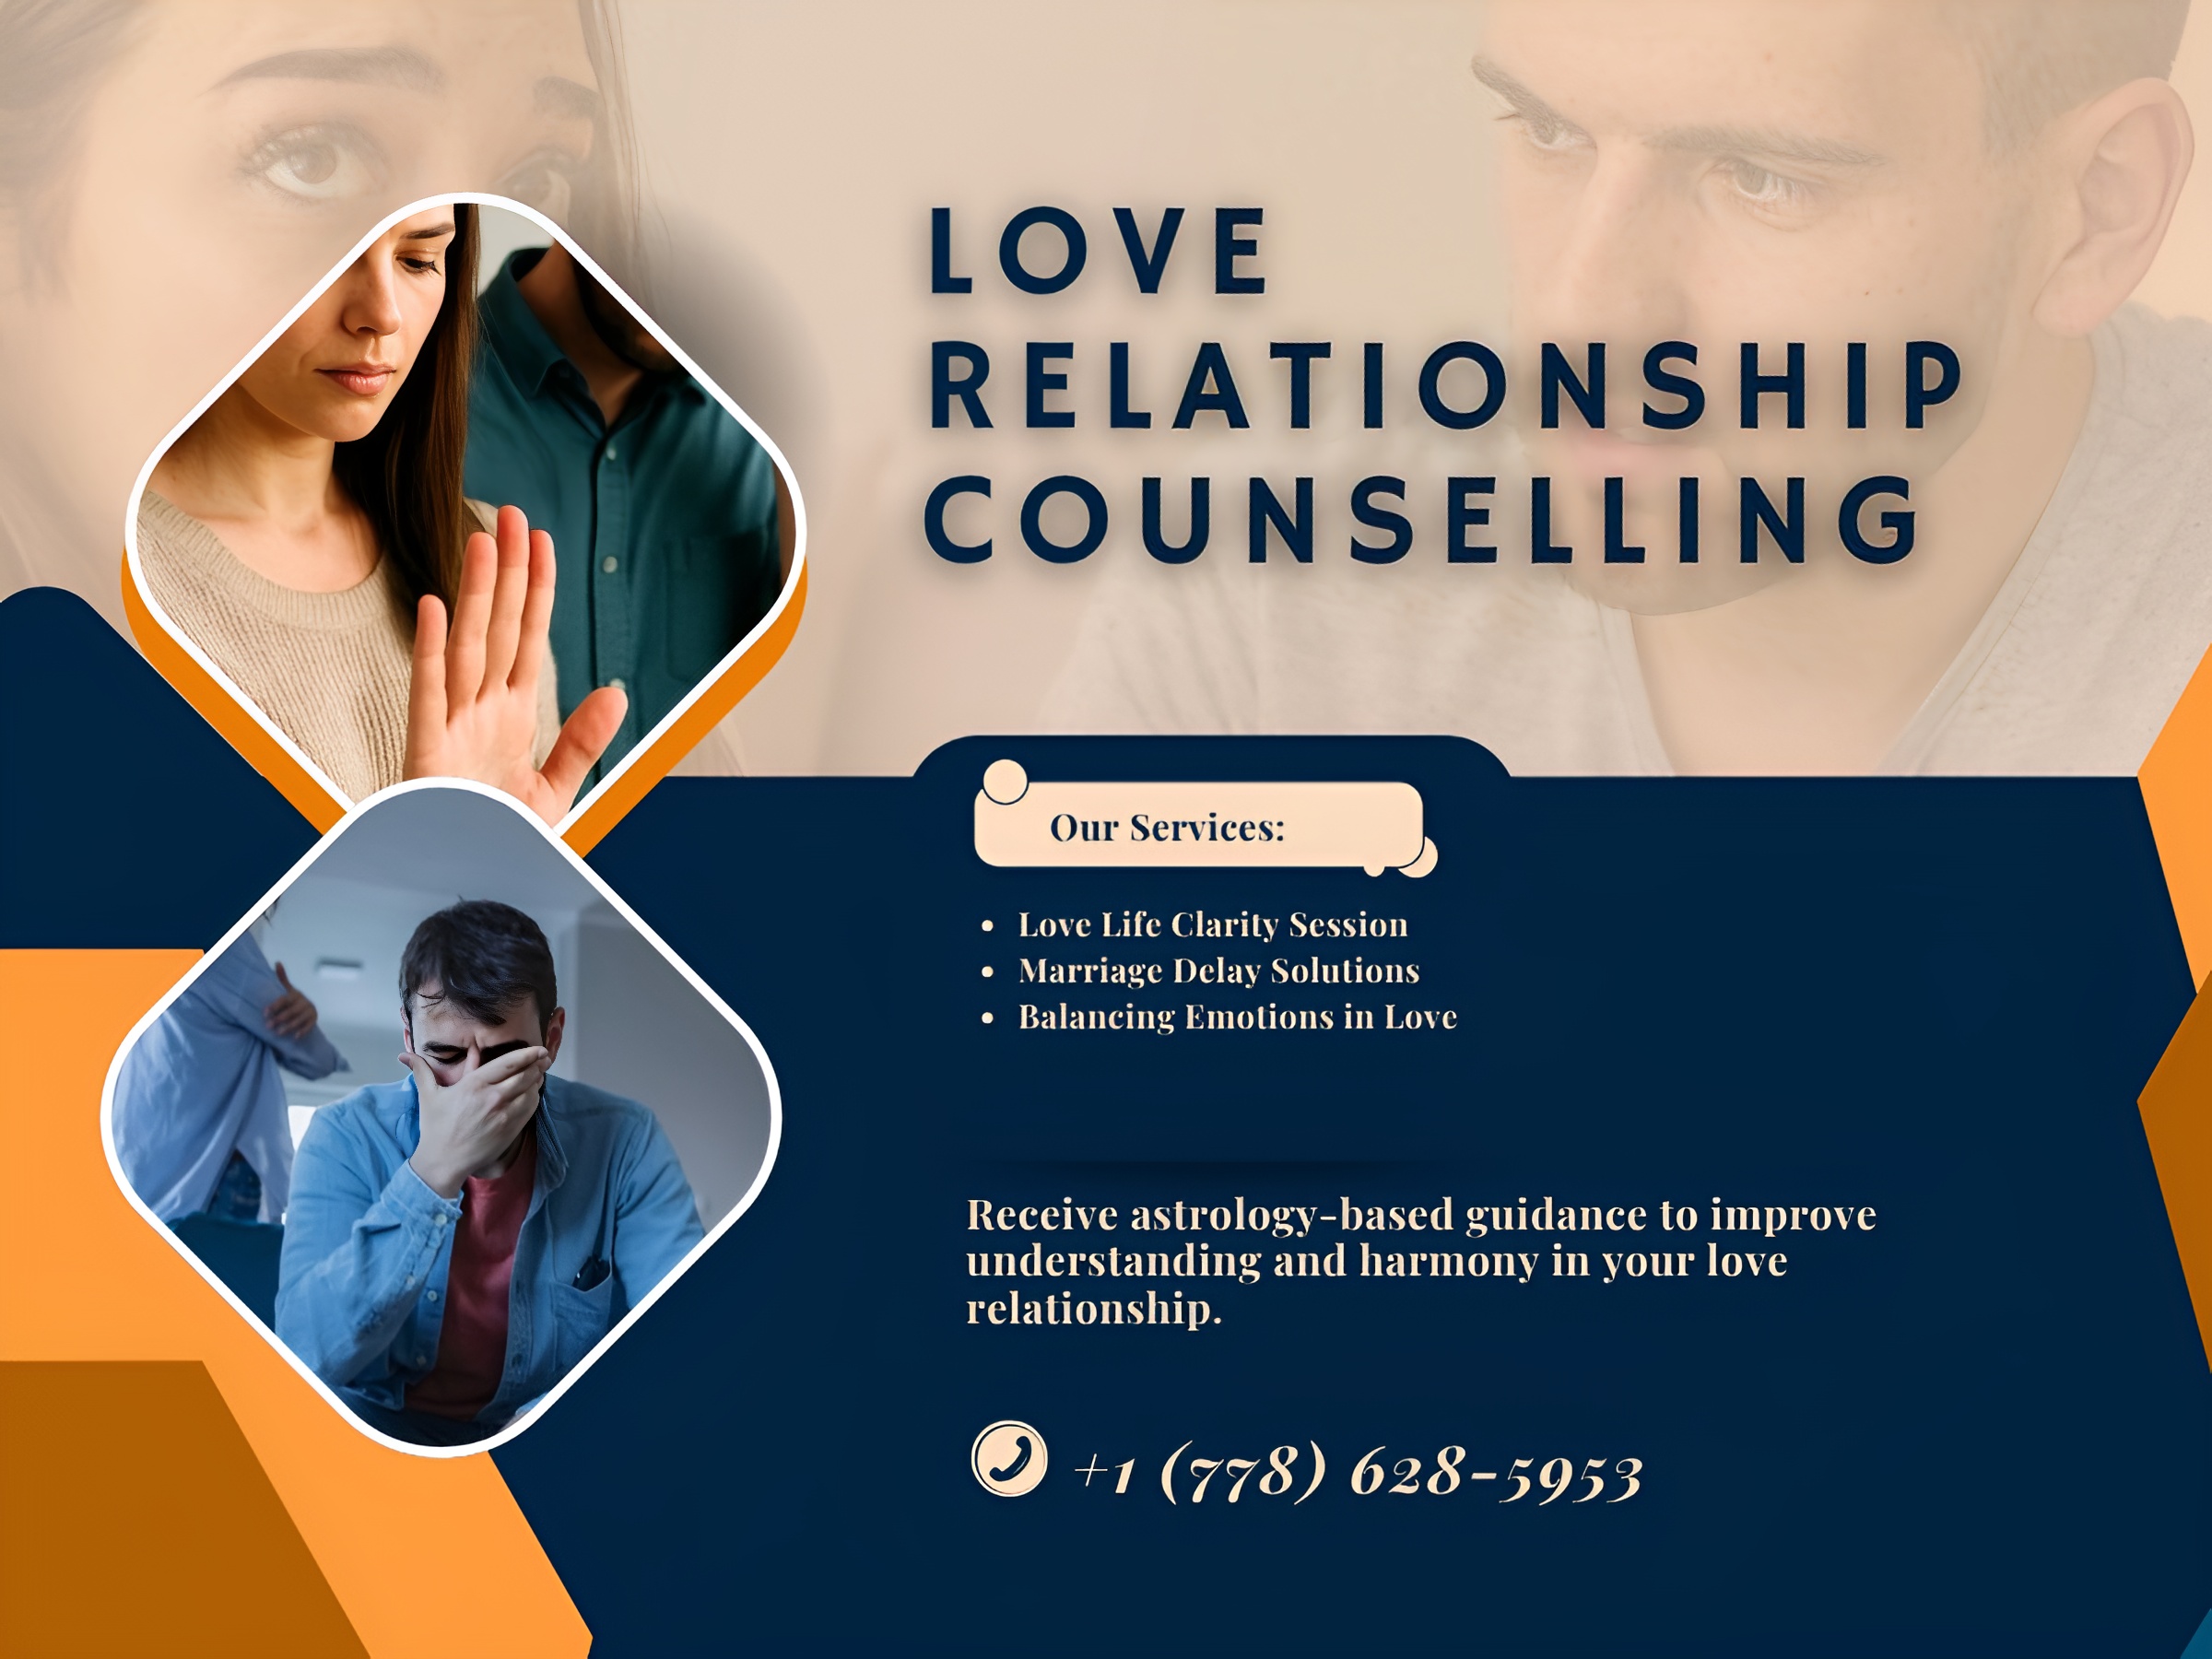 LOVE
RELATIONSHIP
COUNSELLING
Our Services:
• Love Life Clarity Session
• Marriage Delay Solutions
• Balancing Emotions in Love
Receive astrology-based guidance to improve
understanding and harmony in your love
relationship.
+1 (778) 628-5953